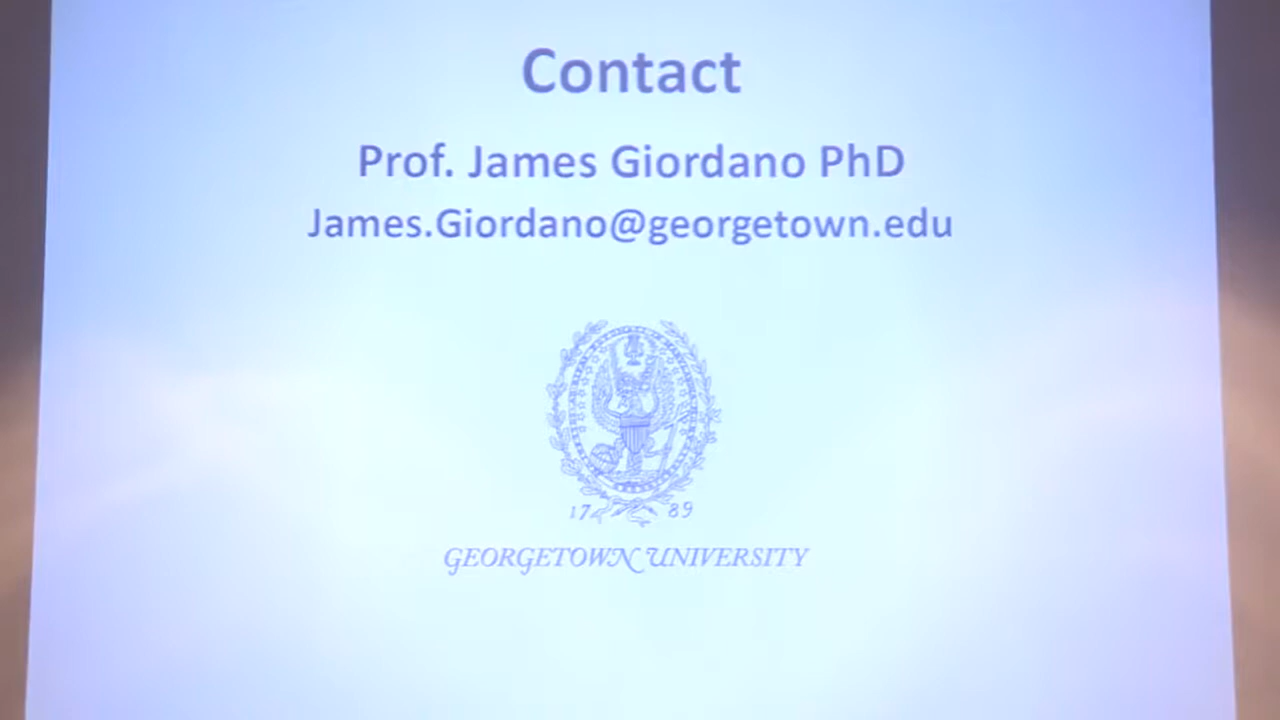 Contact
Prof. James Giordano PhD
James.Giordano@georgetown.edu
17 89
GEORGETOWN UNIVERSITY